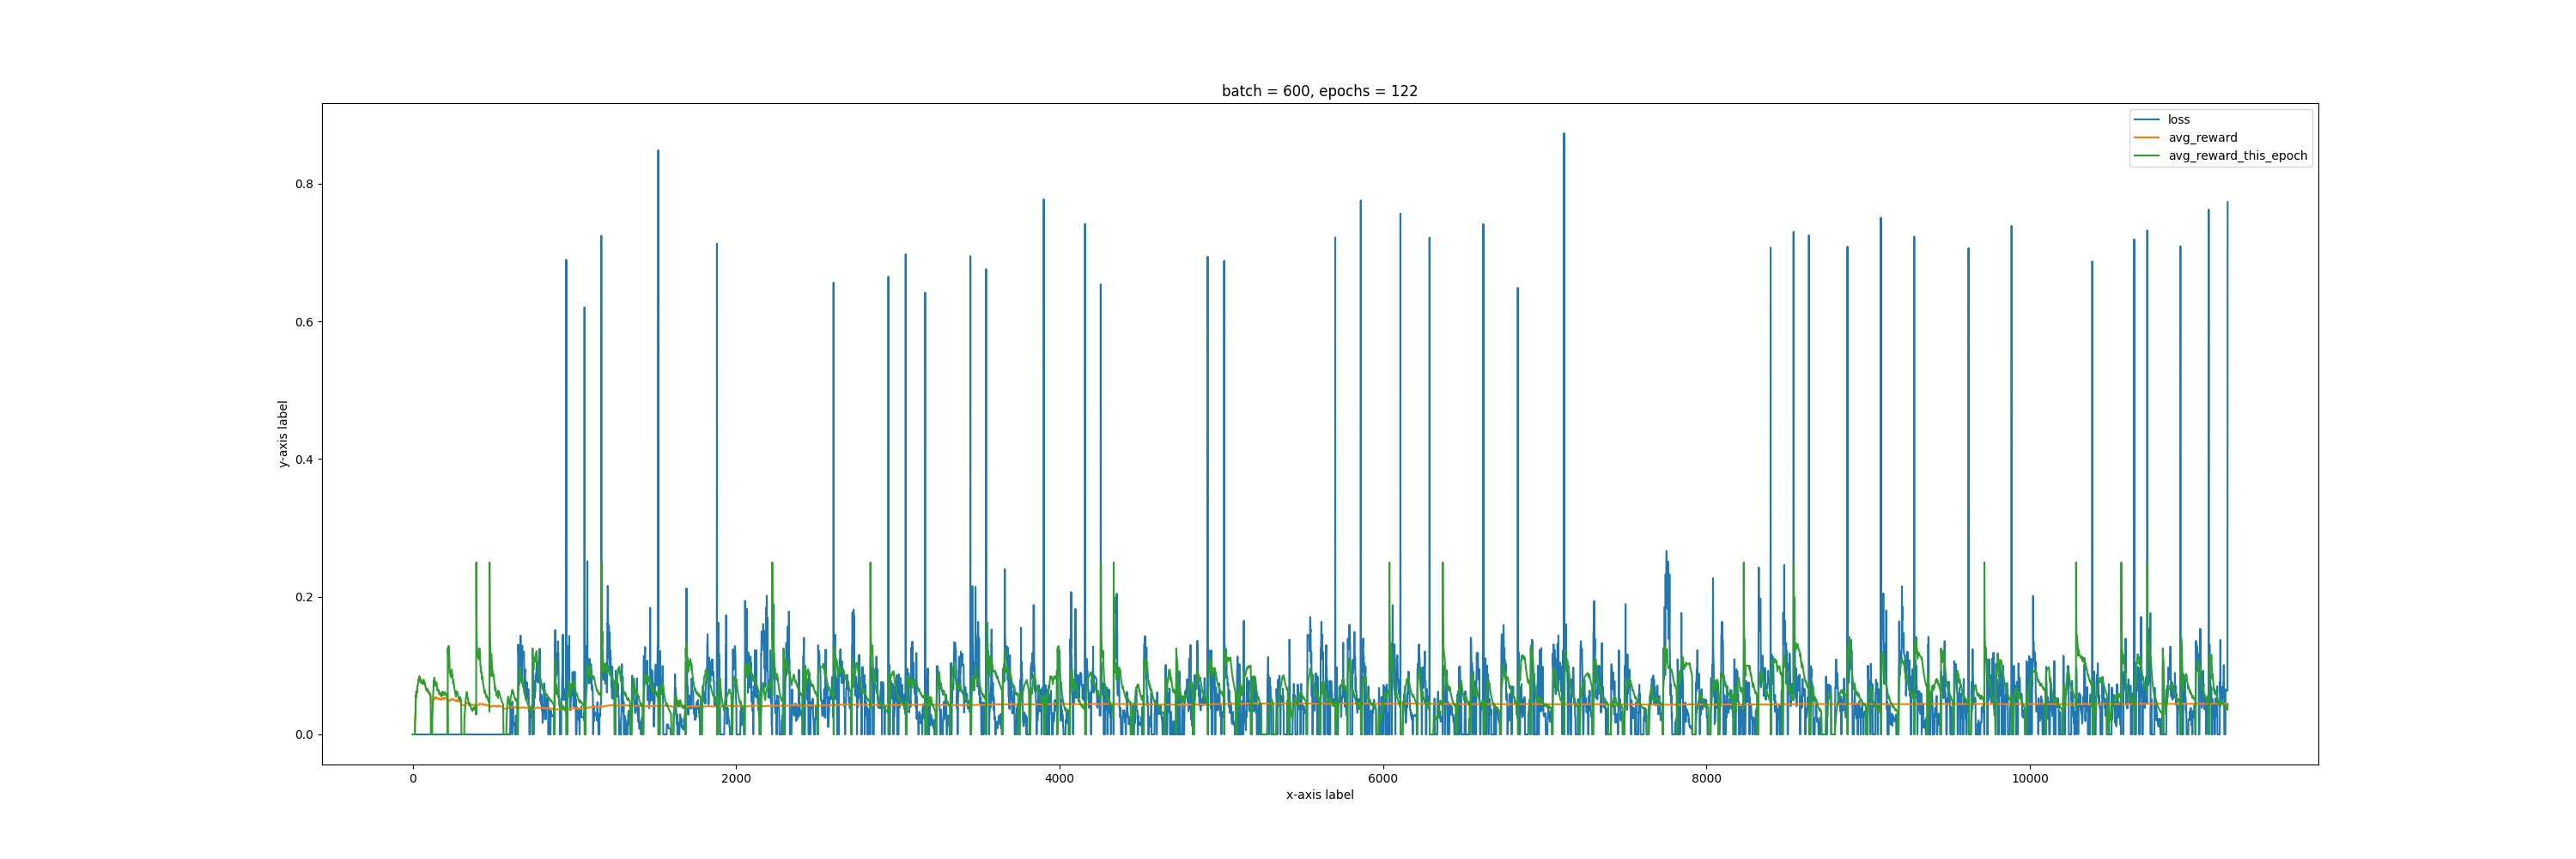 batch = 600, epochs = 122
loss
avg_reward
avg_reward_this_epoch
0.8
0.6
0.4
0.2
0.0
y-axis label
0 2000 4000 6000 8000 10000
x-axis label